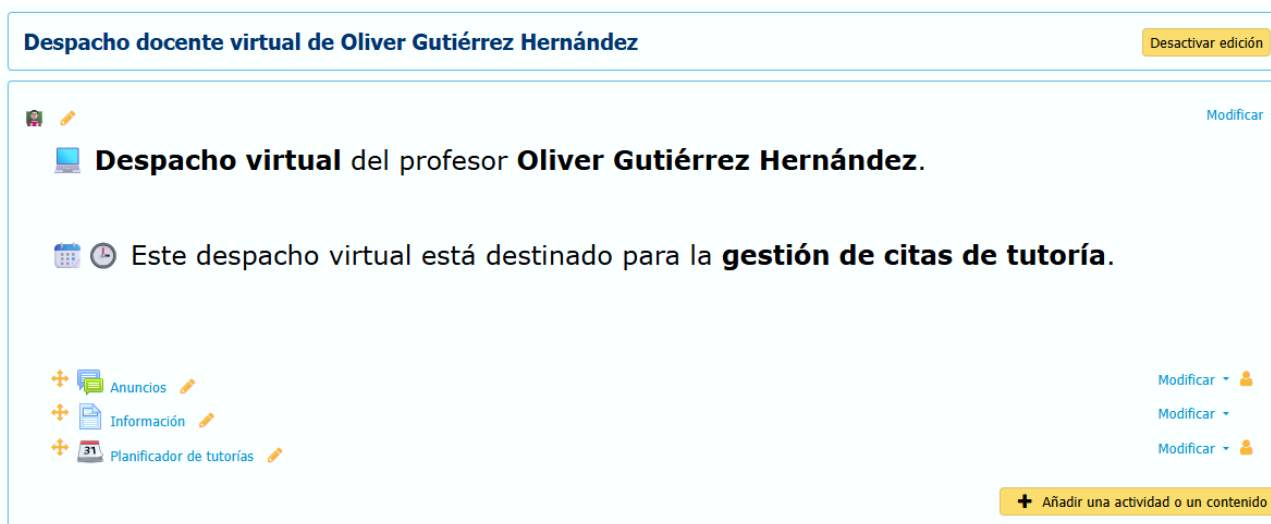 Despacho docente virtual de Oliver Gutiérrez Hernández
Desactivar edición
Modificar
Despacho virtual del profesor Oliver Gutiérrez Hernández.
Este despacho virtual está destinado para la gestión de citas de tutoría.
Anuncios
Modificar
Información
Modificar
31
Planificador de tutorías
Modificar
Añadir una actividad o un contenido